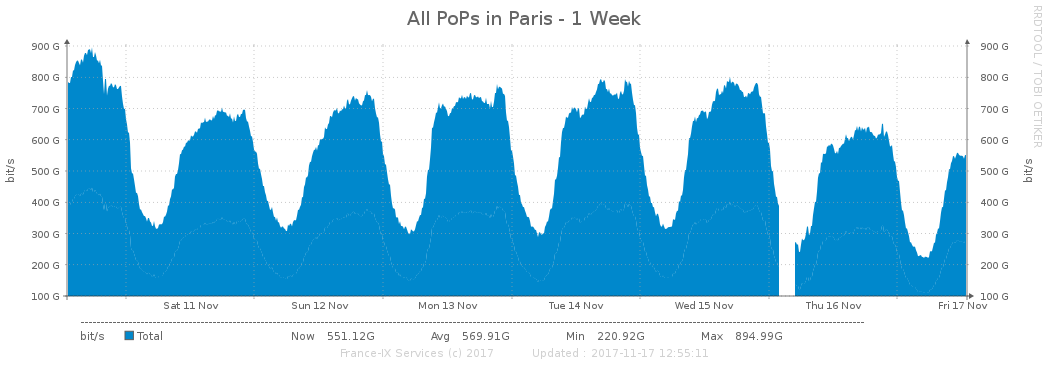 All PoPs in Paris - 1 Week
RRDTOOL / TOBI OETIKER
900 G 900 G
800 G 800 G
700 G 700 G
600 G 600 G
500 G 500 G
400 G 400 G
300 G 300 G
200 G 200 G
100 G 100 G
bit/s bit/s
Sat 11 Nov Sun 12 Nov Mon 13 Nov Tue 14 Nov Wed 15 Nov Thu 16 Nov Fri 17 Nov
bit/s Total Now 551.12G Avg 569.91G Min 220.92G Max 894.99G
France-IX Services (c) 2017 Updated : 2017-11-17 12:55:11